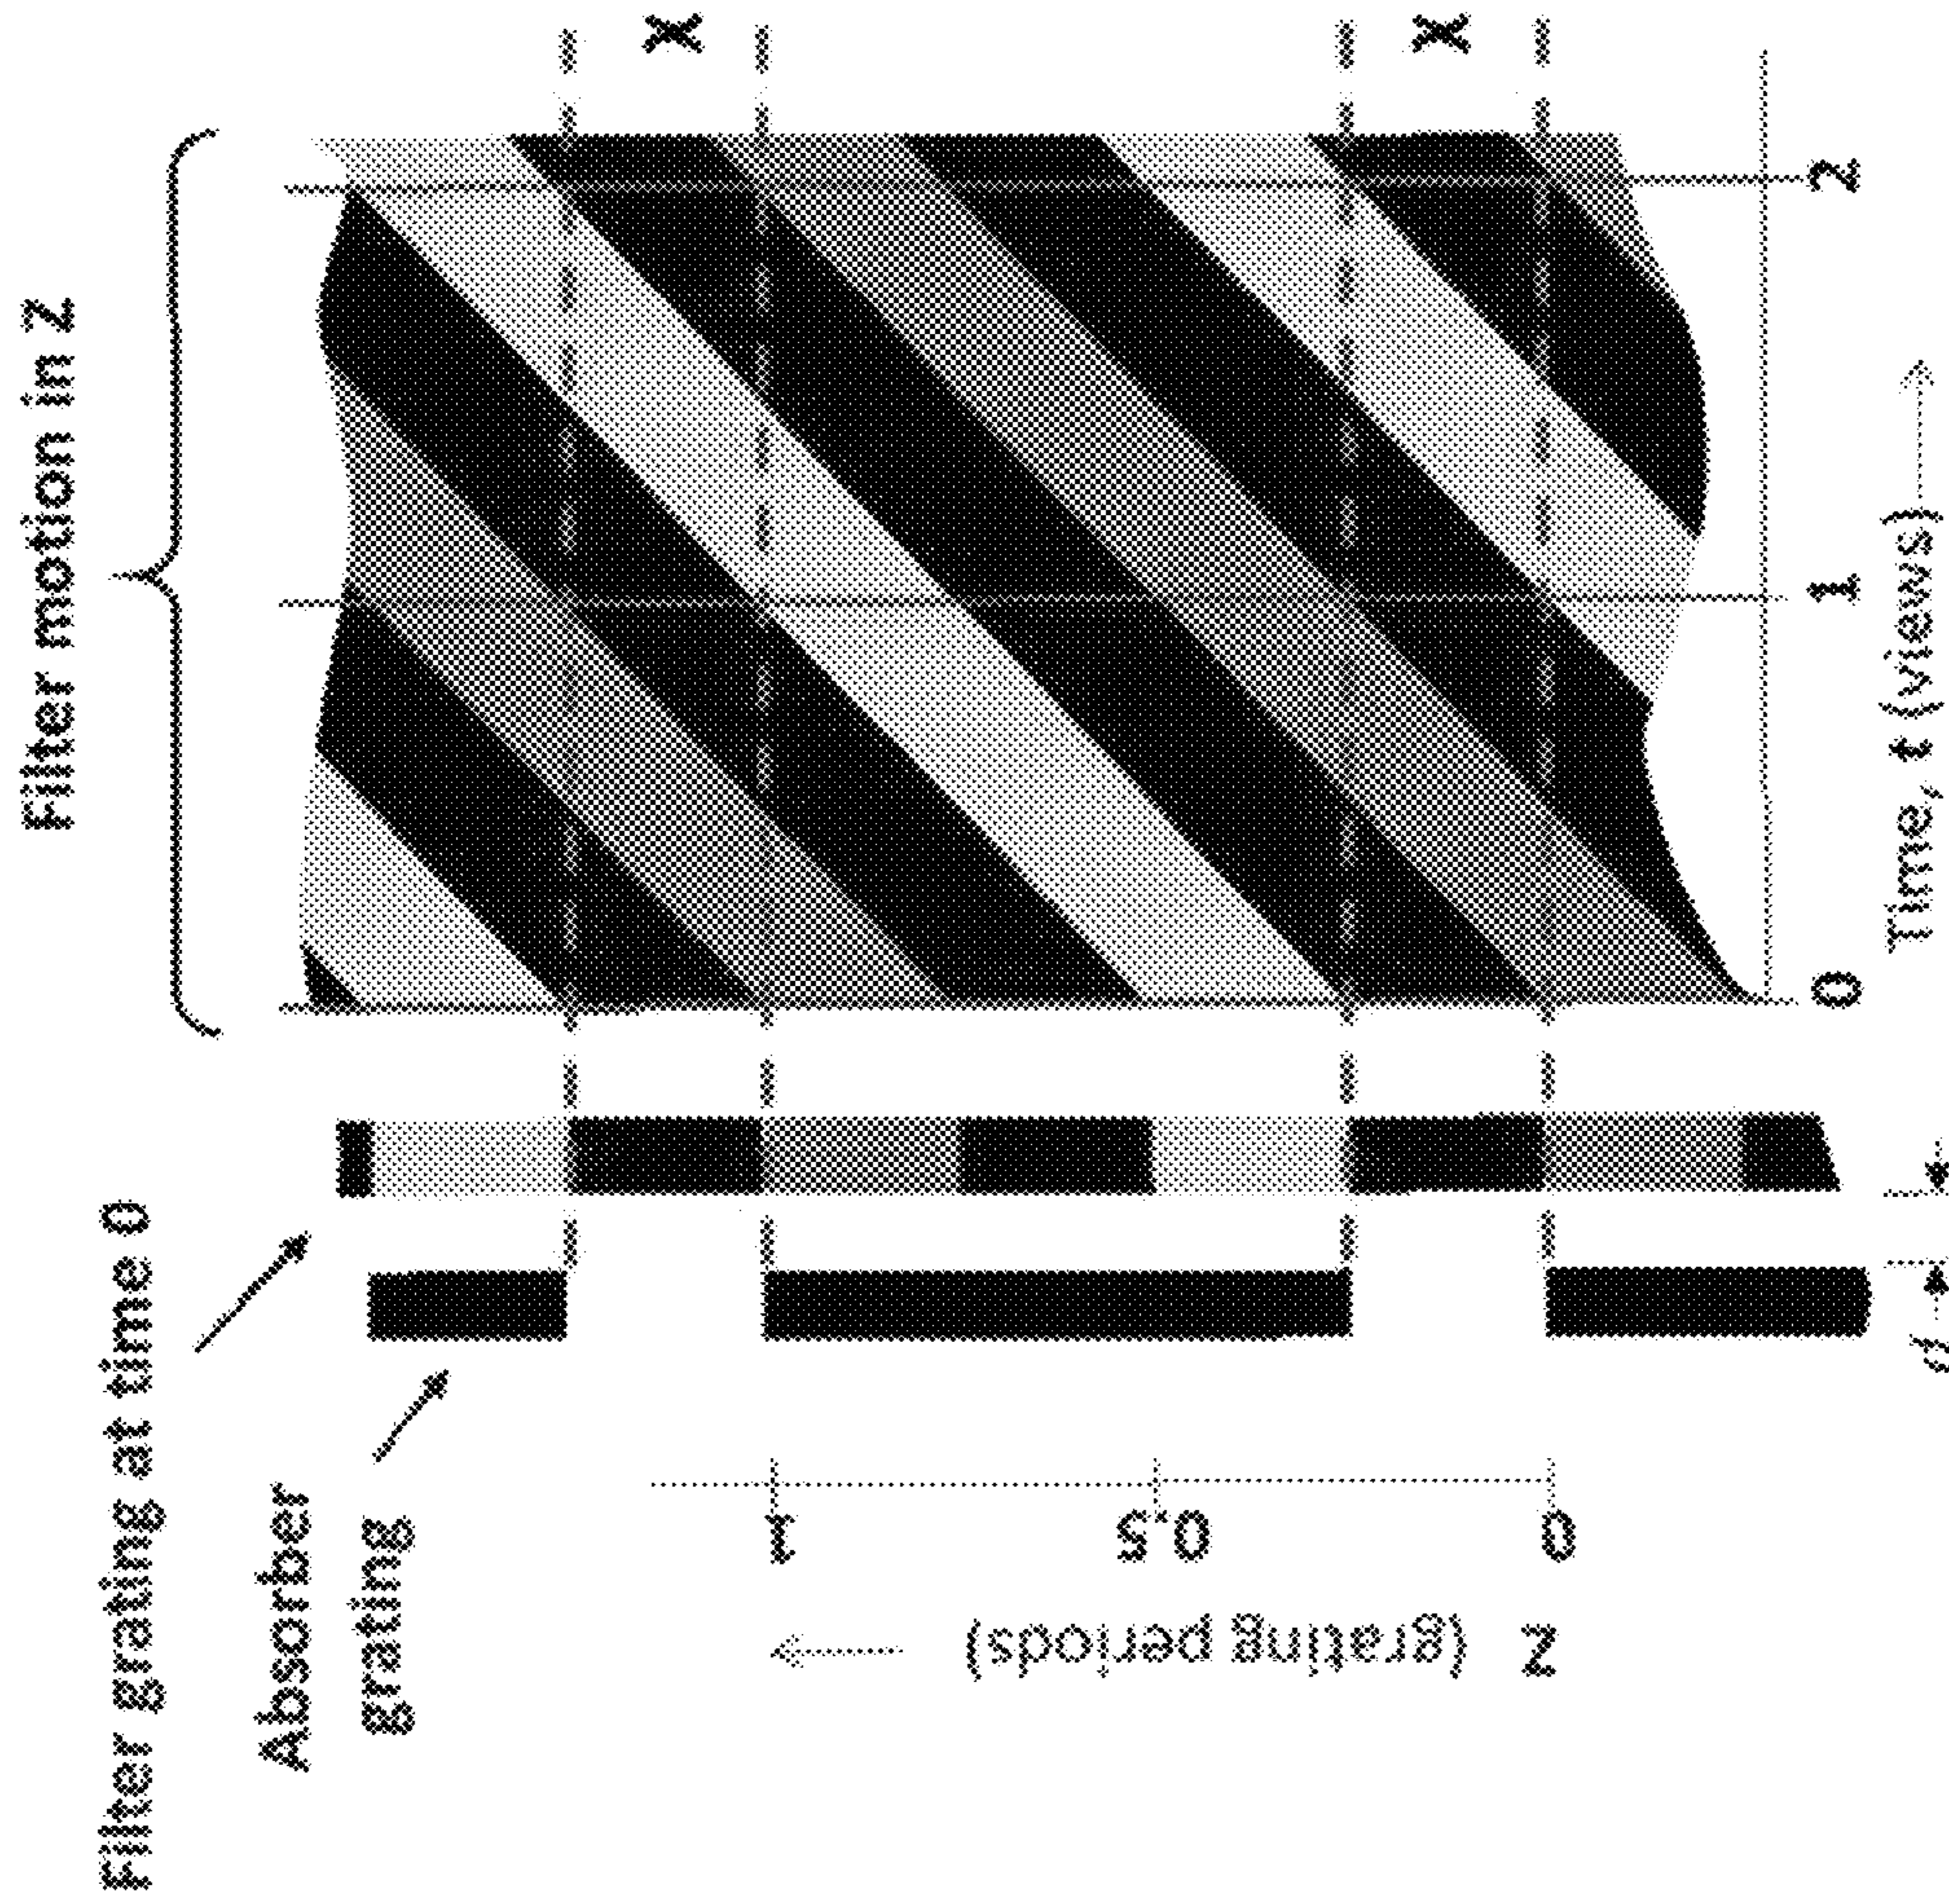 Filter motion in Z
Filter grating at time 0
Absorber
grating
X
X
1
0.5
0
Z (grating periods)
0
1
2
Time, t (views)
d